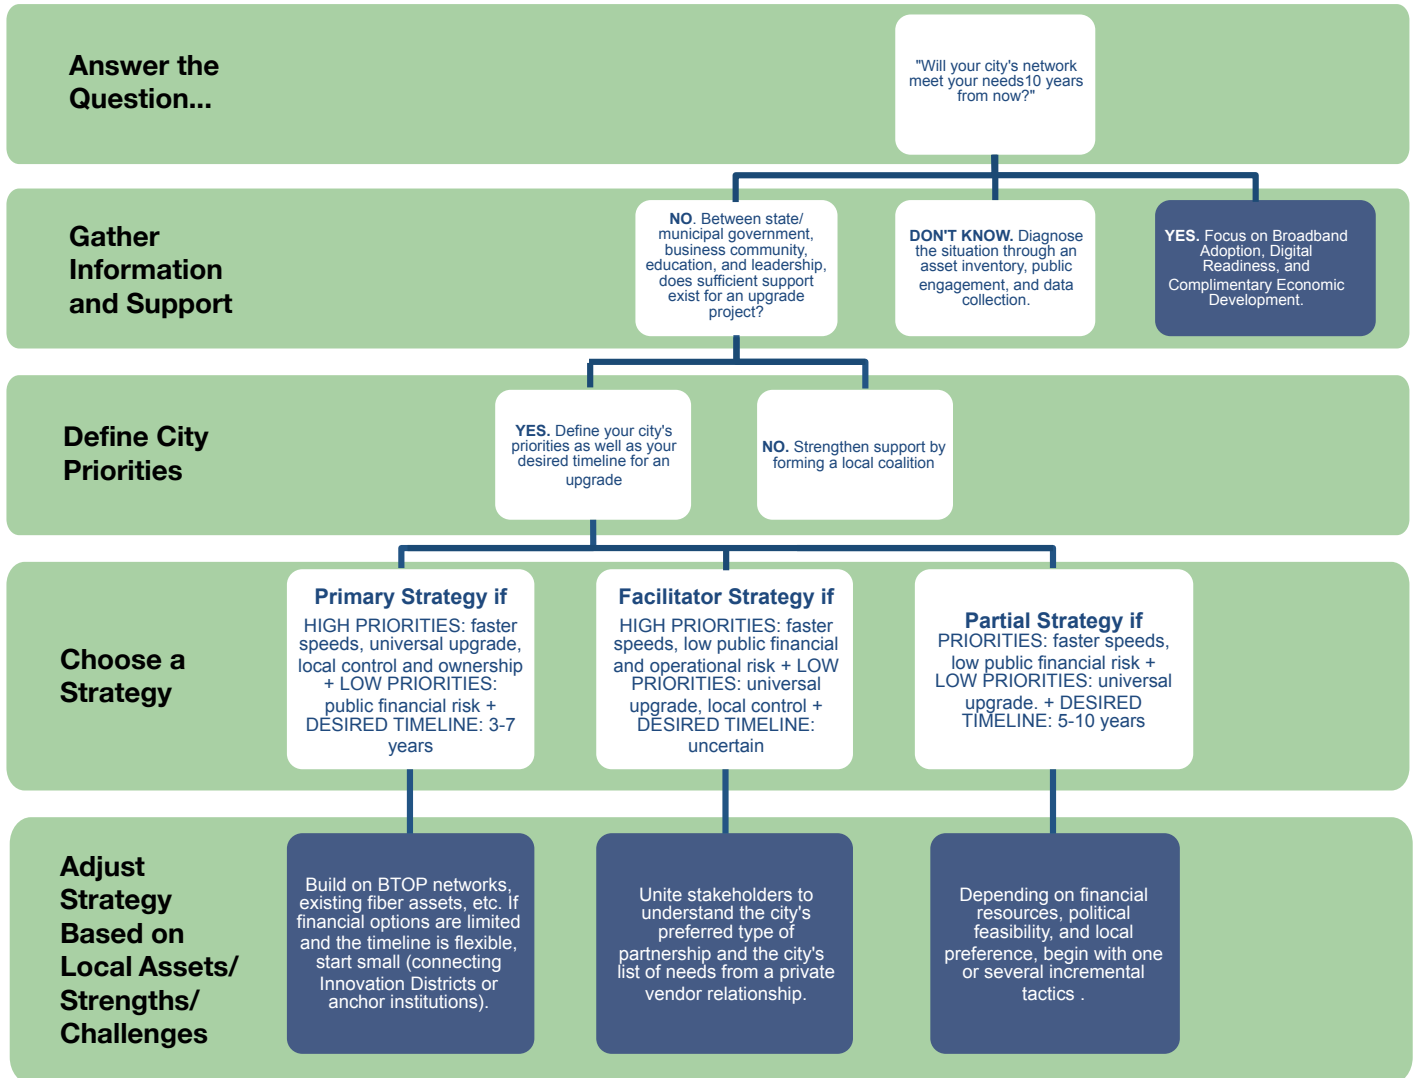 Answer the
Question...
"Will your city's network
meet your needs10 years
from now?"
Gather
Information
and Support
NO. Between state/
municipal government,
business community,
education, and leadership,
does sufficient support
exist for an upgrade
project?
DON'T KNOW. Diagnose
the situation through an
asset inventory, public
engagement, and data
collection.
YES. Focus on Broadband
Adoption, Digital
Readiness, and
Complimentary Economic
Development.
Define City
Priorities
YES. Define your city's
priorities as well as your
desired timeline for an
upgrade
NO. Strengthen support by
forming a local coalition
Choose a
Strategy
Primary Strategy if
HIGH PRIORITIES: faster
speeds, universal upgrade,
local control and ownership
+ LOW PRIORITIES:
public financial risk +
DESIRED TIMELINE: 3-7
years
Facilitator Strategy if
HIGH PRIORITIES: faster
speeds, low public financial
and operational risk + LOW
PRIORITIES: universal
upgrade, local control +
DESIRED TIMELINE:
uncertain
Partial Strategy if
PRIORITIES: faster speeds,
low public financial risk +
LOW PRIORITIES: universal
upgrade. + DESIRED
TIMELINE: 5-10 years
Adjust
Strategy
Based on
Local Assets/
Strengths/
Challenges
Build on BTOP networks,
existing fiber assets, etc. If
financial options are limited
and the timeline is flexible,
start small (connecting
Innovation Districts or
anchor institutions).
Unite stakeholders to
understand the city's
preferred type of
partnership and the city's
list of needs from a private
vendor relationship.
Depending on financial
resources, political
feasibility, and local
preference, begin with one
or several incremental
tactics .